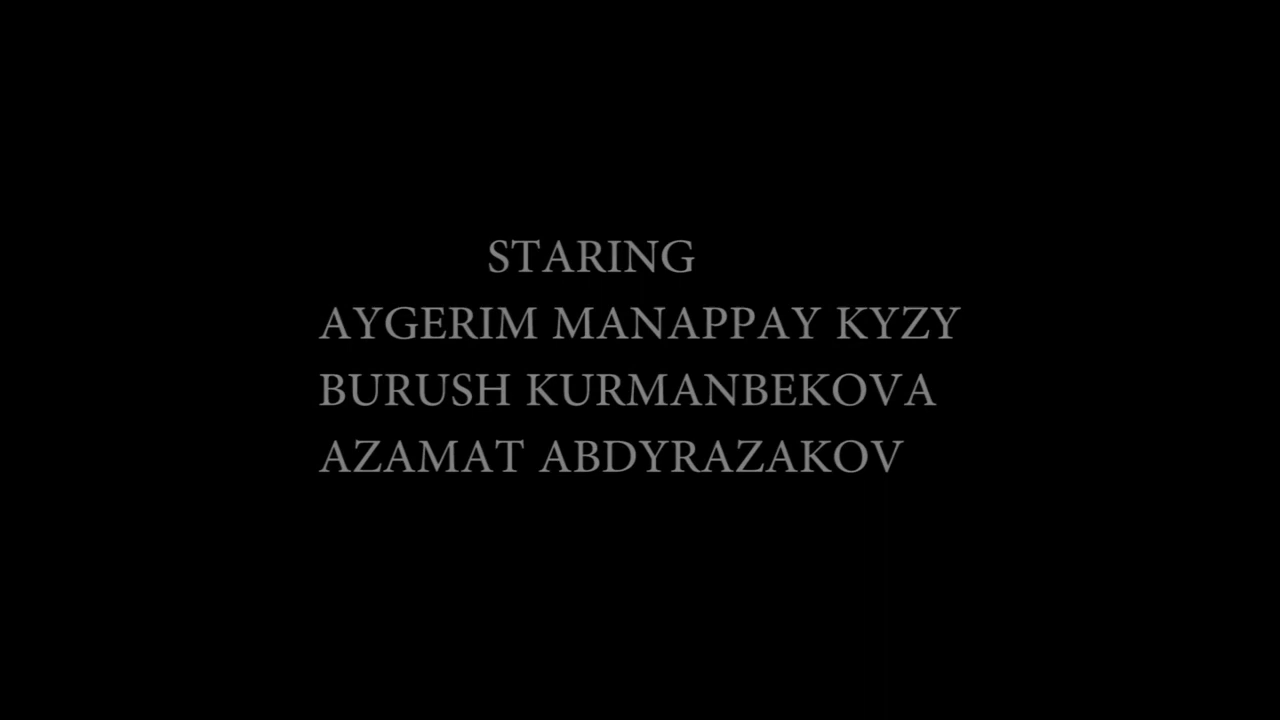 STARING
AYGERIM MANAPPAY KYZY
BURUSH KURMANBEKOVA
AZAMAT ABDYRAZAKOV